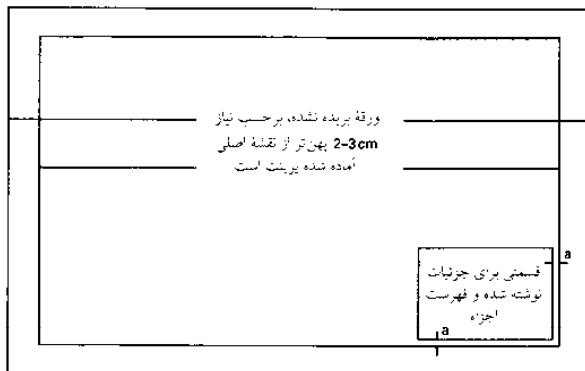 ورقهٔ بریده نشده، برحسب نیاز
2-3cm پهن‌تر از نقشهٔ اصلی
آماده شده پرینت است
a
قسمتی برای جزئیات
نوشته شده و فهرست
اجزاء
a